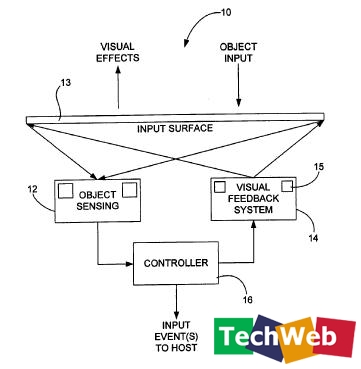 10
VISUAL
EFFECTS
OBJECT
INPUT
13
INPUT SURFACE
12
OBJECT
SENSING
VISUAL
FEEDBACK
SYSTEM
15
14
CONTROLLER
16
INPUT
EVENT(S)
TO HOST
TechWeb